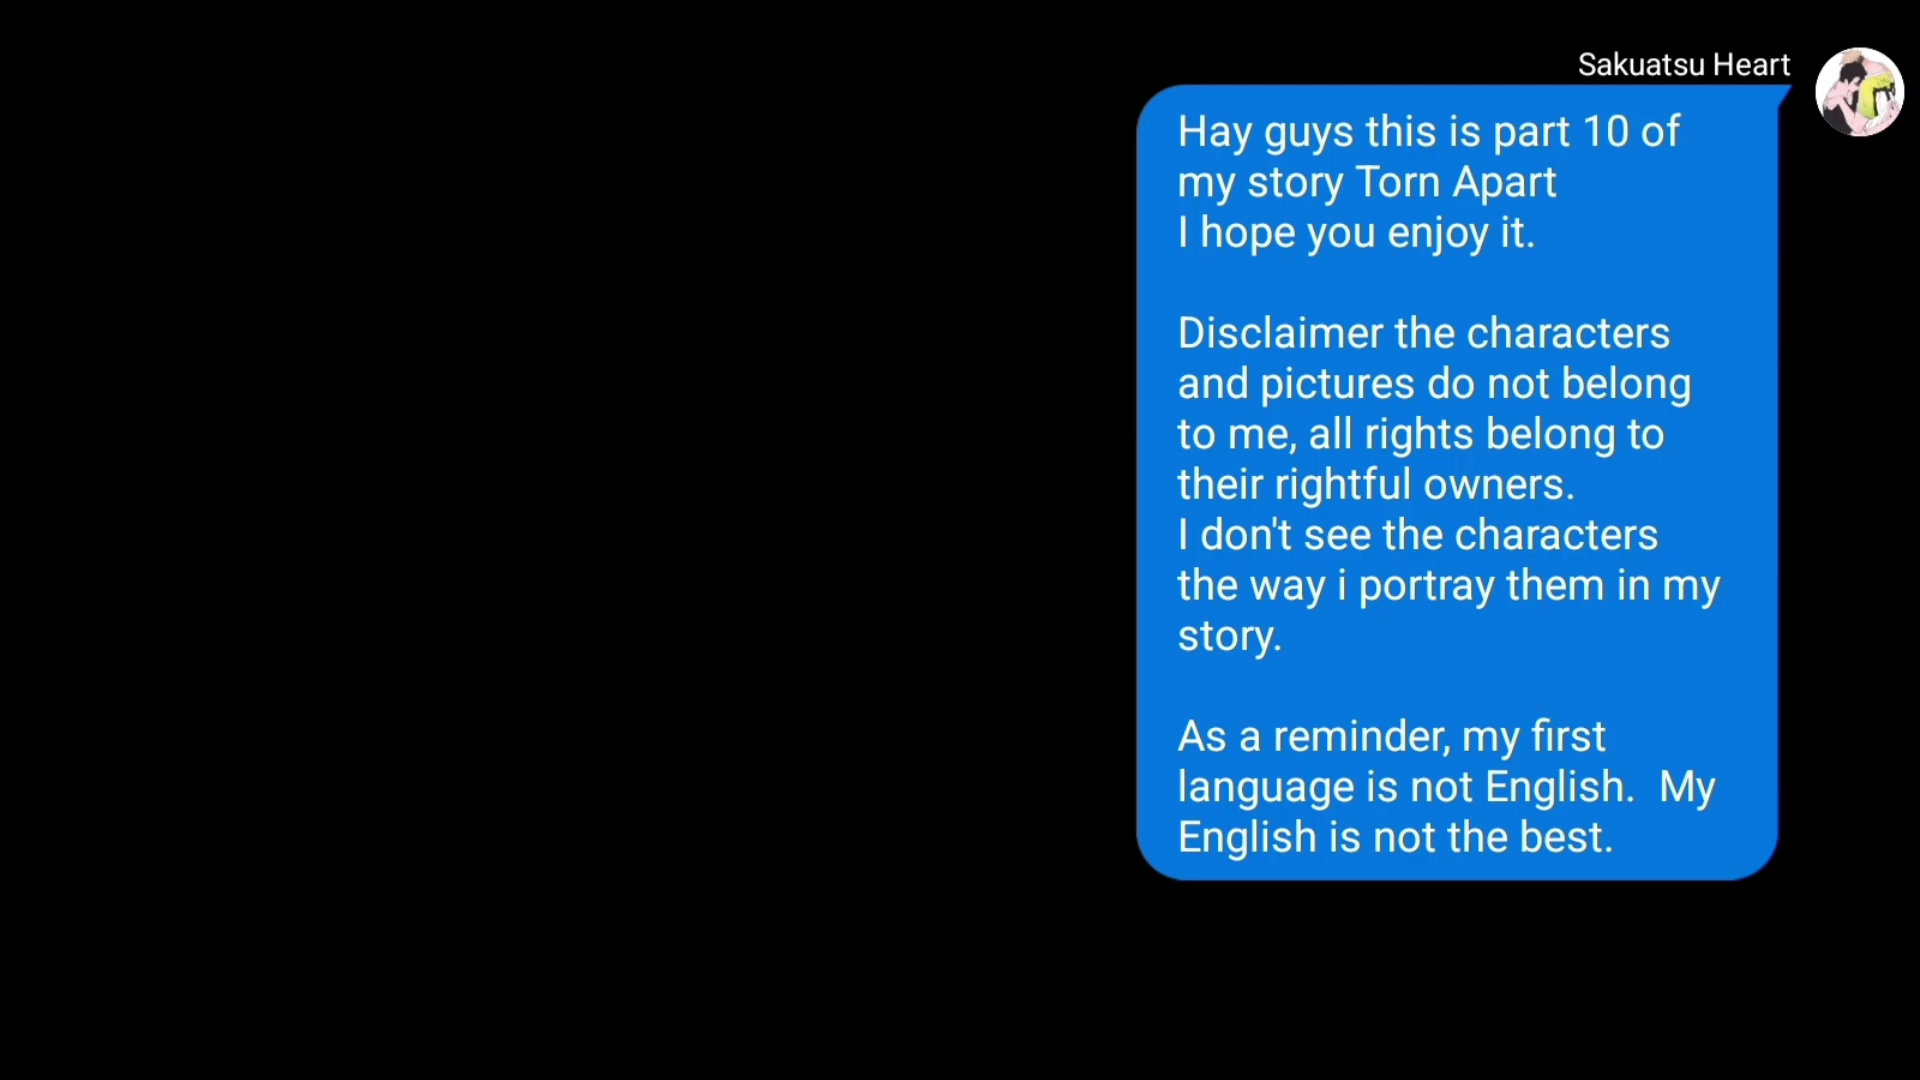 Sakuatsu Heart
Hay guys this is part 10 of
my story Torn Apart
I hope you enjoy it.
Disclaimer the characters
and pictures do not belong
to me, all rights belong to
their rightful owners.
I don't see the characters
the way i portray them in my
story.
As a reminder, my first
language is not English.  My
English is not the best.